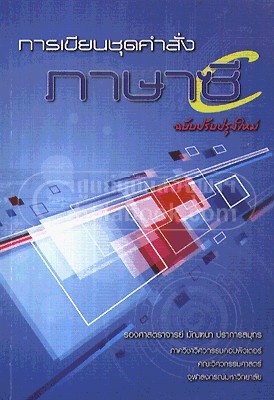 การเขียนชุดคำสั่ง
ภาษาซี
C
ฉบับปรับปรุงใหม่
รองศาสตราจารย์ มัณฑนา ปราการสมุทร
ภาควิชาวิศวกรรมคอมพิวเตอร์
คณะวิศวกรรมศาสตร์
จุฬาลงกรณ์มหาวิทยาลัย